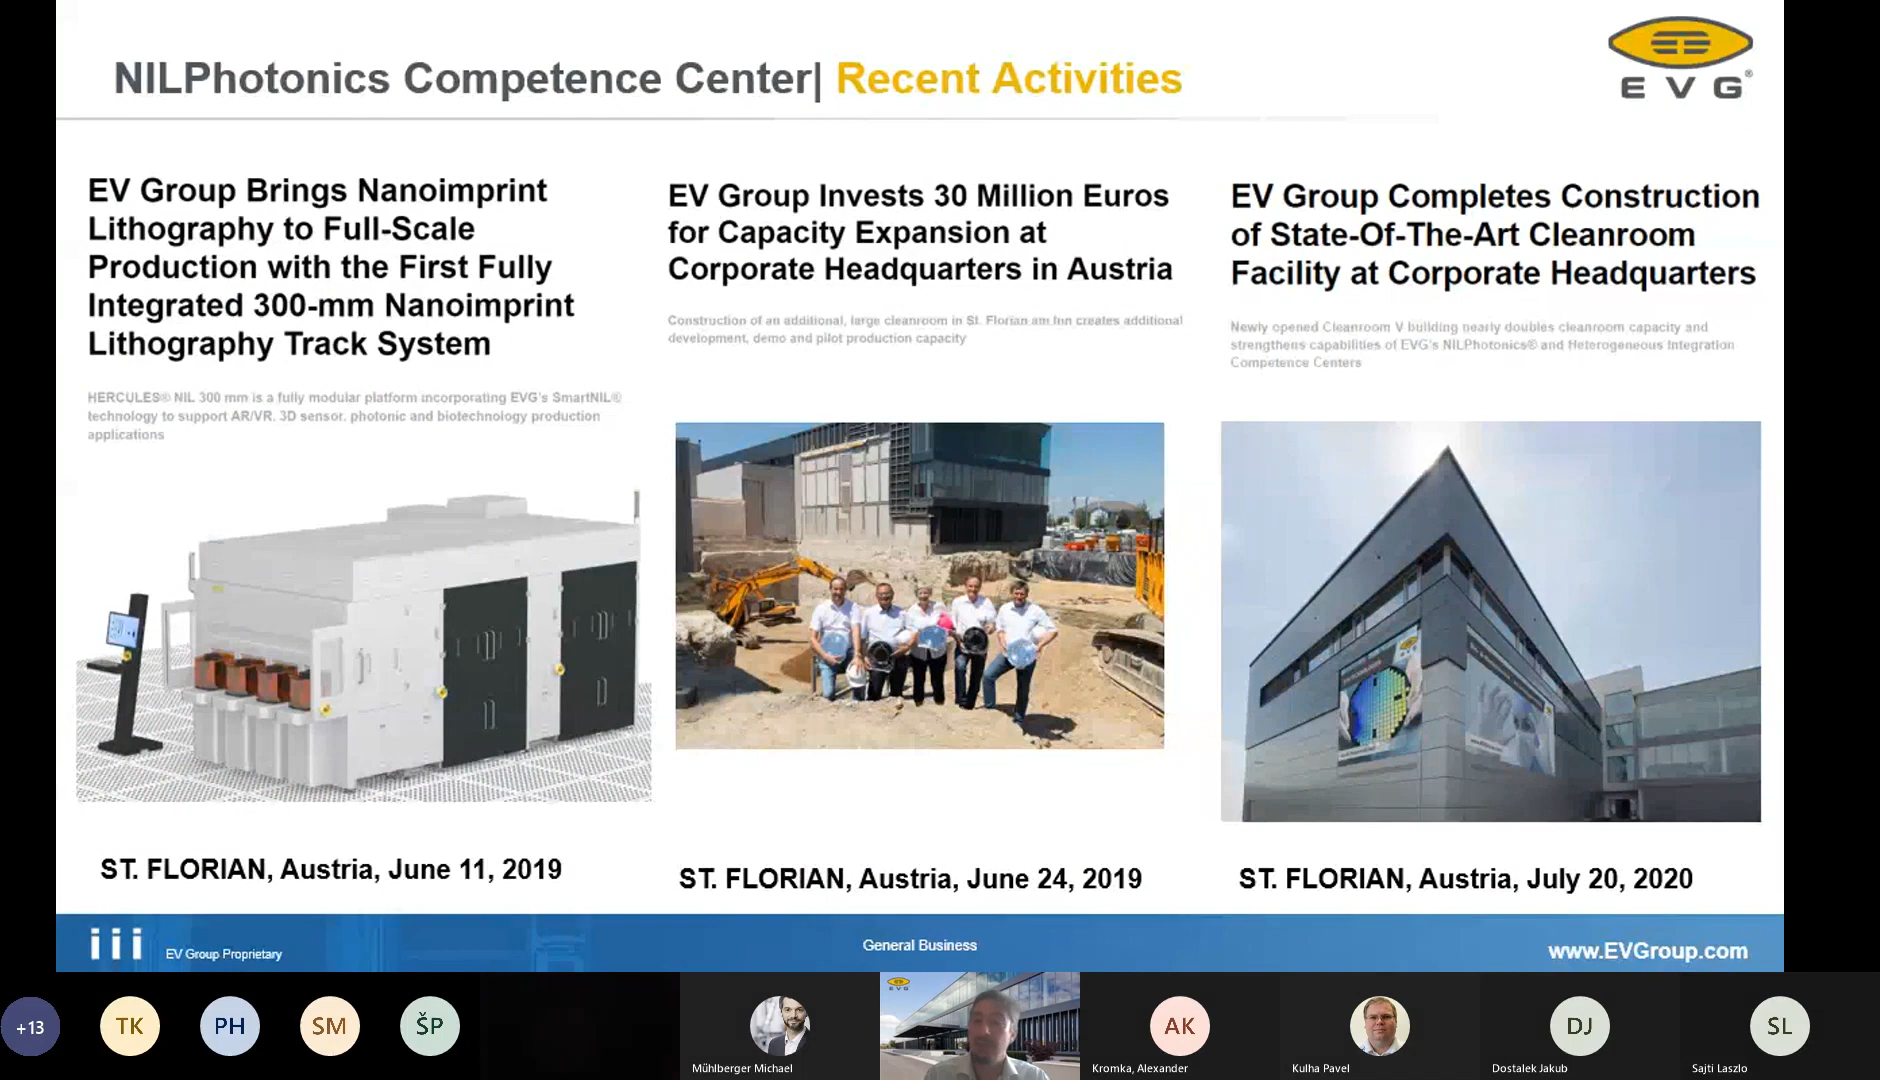 NILPhotonics Competence Center| Recent Activities
EVG®
EV Group Brings Nanoimprint
Lithography to Full-Scale
Production with the First Fully
Integrated 300-mm Nanoimprint
Lithography Track System
HERCULES® NIL 300 mm is a fully modular platform incorporating EVG's SmartNIL®
technology to support AR/VR, 3D sensor, photonic and biotechnology production
applications
ST. FLORIAN, Austria, June 11, 2019
EV Group Invests 30 Million Euros
for Capacity Expansion at
Corporate Headquarters in Austria
Construction of an additional, large cleanroom in St. Florian am Inn creates additional
development, demo and pilot production capacity
ST. FLORIAN, Austria, June 24, 2019
EV Group Completes Construction
of State-Of-The-Art Cleanroom
Facility at Corporate Headquarters
Newly opened Cleanroom V building nearly doubles cleanroom capacity and
strengthens capabilities of EVG's NILPhotonics® and Heterogeneous Integration
Competence Centers
ST. FLORIAN, Austria, July 20, 2020
iii
EV Group Proprietary
General Business
www.EVGroup.com
+13
TK
PH
SM
ŠP
Mühlberger Michael
EVG
AK
Kromka, Alexander
Kulha Pavel
DJ
Dostalek Jakub
SL
Sajti Laszlo